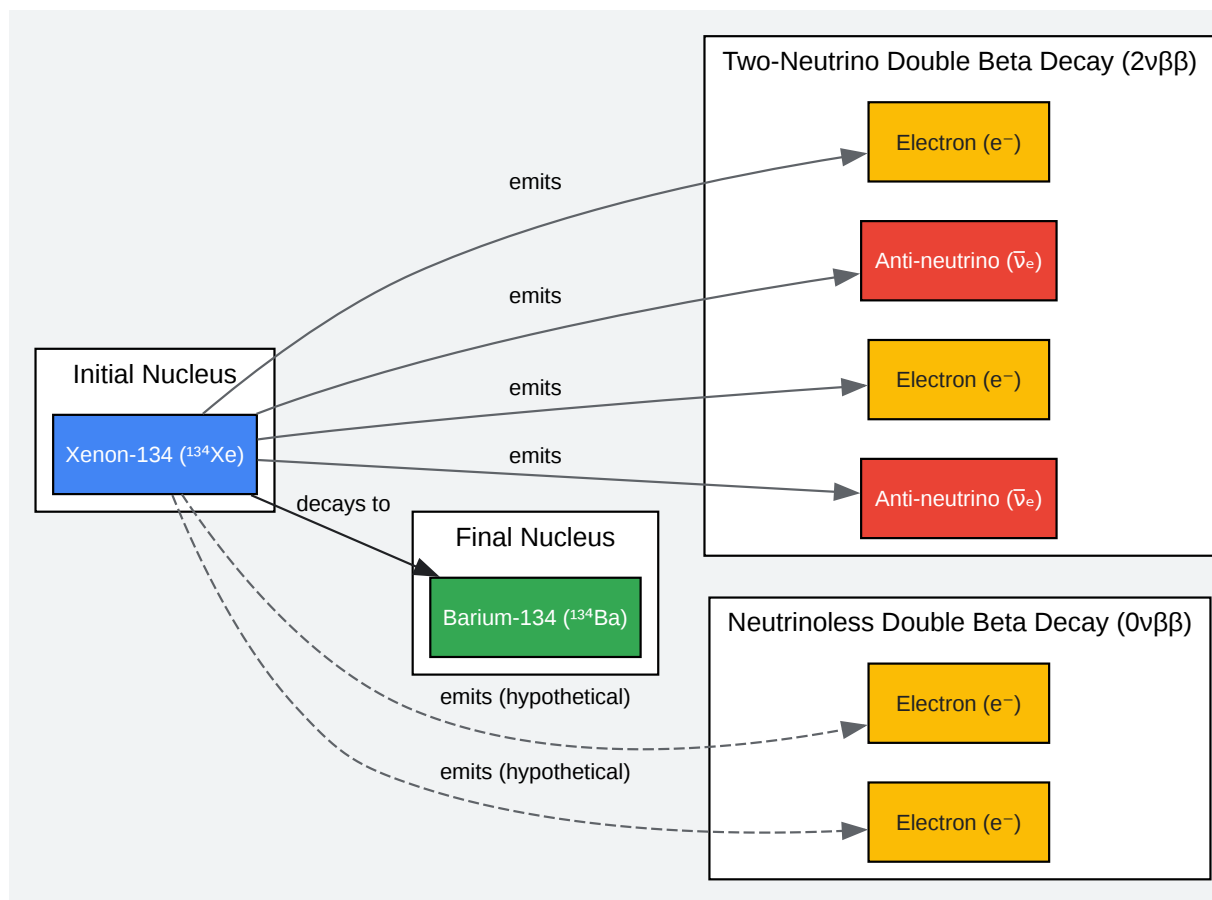 Two-Neutrino Double Beta Decay (2νββ)
Electron (e⁻)
emits
Anti-neutrino (ν̅ₑ)
emits
Initial Nucleus
Electron (e⁻)
emits
Xenon-134 (¹³⁴Xe)
emits
Anti-neutrino (ν̅ₑ)
decays to
Final Nucleus
Barium-134 (¹³⁴Ba)
Neutrinoless Double Beta Decay (0νββ)
emits (hypothetical)
Electron (e⁻)
emits (hypothetical)
Electron (e⁻)